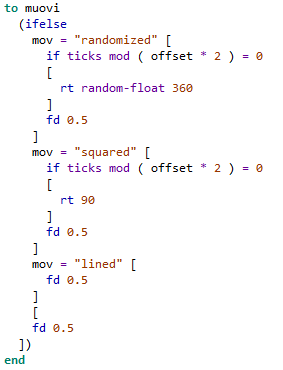 to muovi
  (ifelse
    mov = "randomized" [
      if ticks mod ( offset * 2 ) = 0
      [
        rt random-float 360
      ]
      fd 0.5
    ]
    mov = "squared" [
      if ticks mod ( offset * 2 ) = 0
      [
        rt 90
      ]
      fd 0.5
    ]
    mov = "lined" [
      fd 0.5
    ]
    [
    fd 0.5
  ])
end